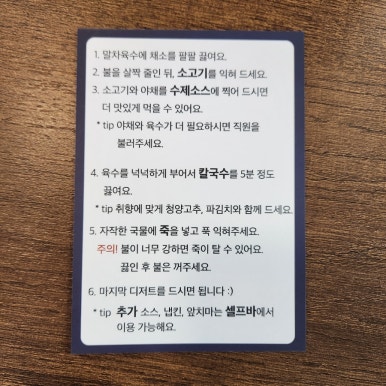 1. 말차육수에 채소를 팔팔 끓여요.
2. 불을 살짝 줄인 뒤, 소고기를 익혀 드세요.
3. 소고기와 야채를 수제소스에 찍어 드시면
더 맛있게 먹을 수 있어요.
* tip 야채와 육수가 더 필요하시면 직원을
불러주세요.
4. 육수를 넉넉하게 부어서 칼국수를 5분 정도
끓여요.
* tip 취향에 맞게 청양고추, 파김치와 함께 드세요.
5. 자작한 국물에 죽을 넣고 푹 익혀주세요.
주의! 불이 너무 강하면 죽이 탈 수 있어요.
끓인 후 불은 꺼주세요.
6. 마지막 디저트를 드시면 됩니다 :)
* tip 추가 소스, 냅킨, 앞치마는 셀프바에서
이용 가능해요.